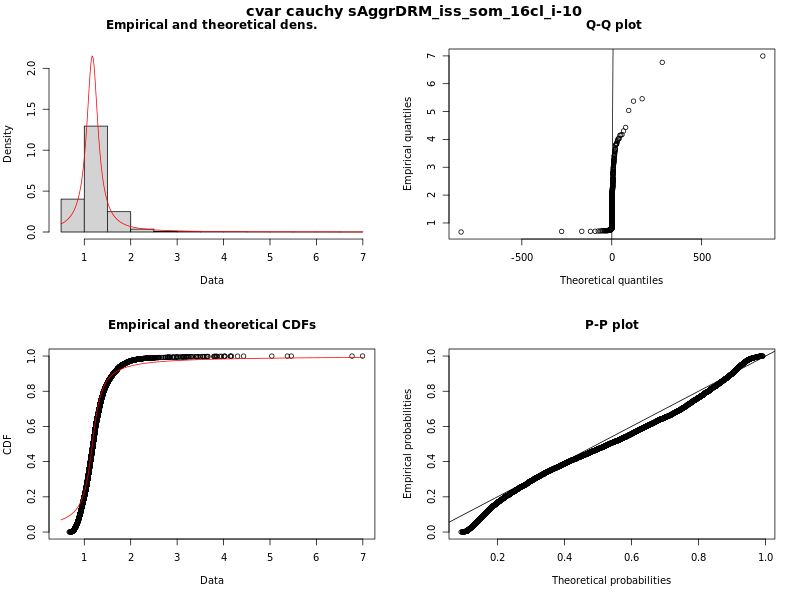 cvar cauchy sAggrDRM_iss_som_16cl_i-10
Empirical and theoretical dens.
Density
0.0 0.5 1.0 1.5 2.0
1 2 3 4 5 6 7
Data
Q-Q plot
Empirical quantiles
1 2 3 4 5 6 7
-500 0 500
Theoretical quantiles
Empirical and theoretical CDFs
CDF
0.0 0.2 0.4 0.6 0.8 1.0
1 2 3 4 5 6 7
Data
P-P plot
Empirical probabilities
0.0 0.2 0.4 0.6 0.8 1.0
0.2 0.4 0.6 0.8 1.0
Theoretical probabilities